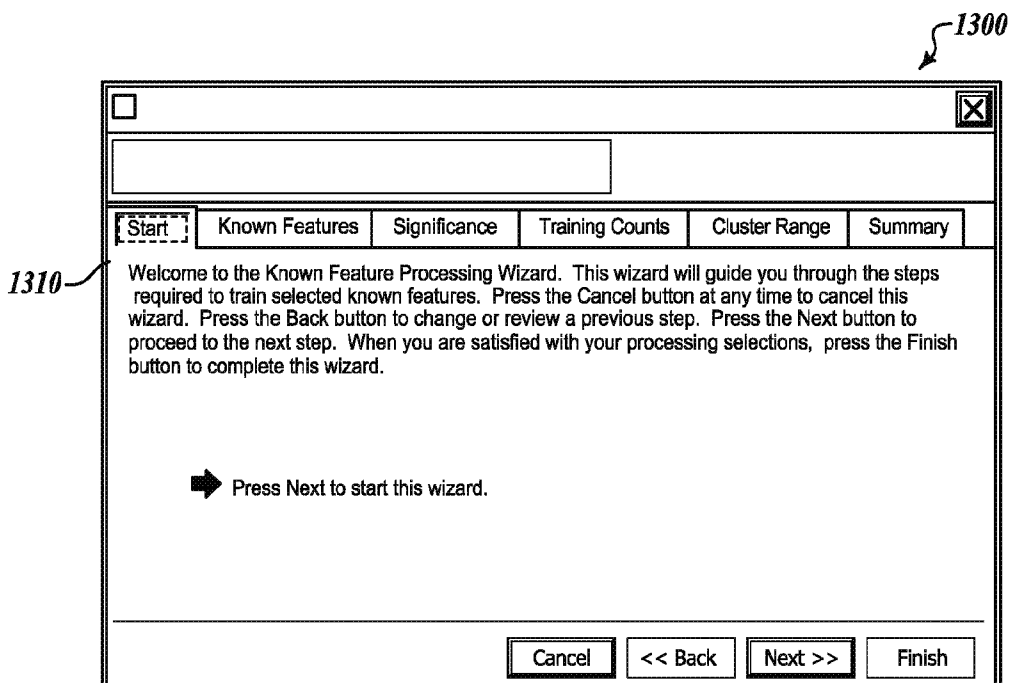 1300
Start Known Features Significance Training Counts Cluster Range Summary
1310
Welcome to the Known Feature Processing Wizard. This wizard will guide you through the steps
required to train selected known features. Press the Cancel button at any time to cancel this
wizard. Press the Back button to change or review a previous step. Press the Next button to
proceed to the next step. When you are satisfied with your processing selections, press the Finish
button to complete this wizard.
Press Next to start this wizard.
Cancel << Back Next >> Finish